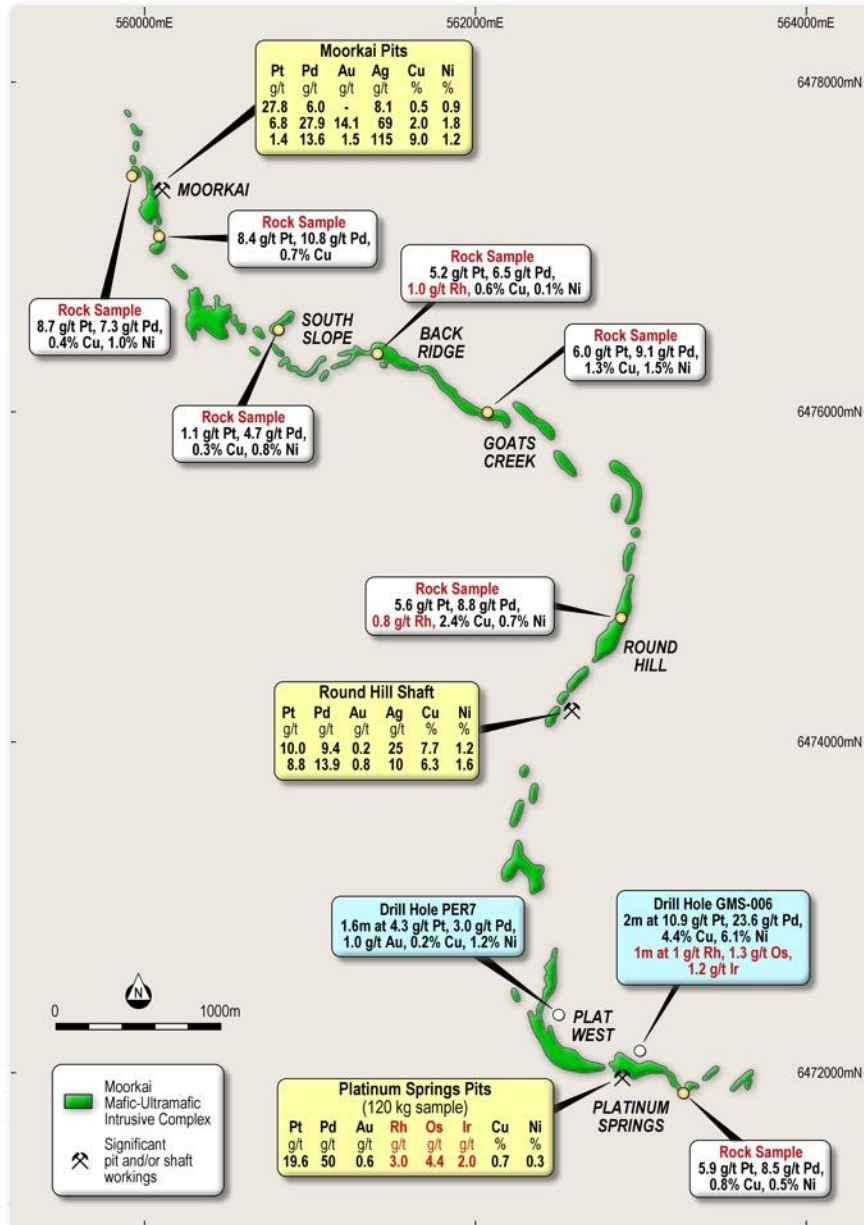 560000mE
562000mE
564000mE
Moorkai Pits
Pt Pd Au Ag Cu Ni
g/t g/t g/t g/t % %
27.8 6.0 - 8.1 0.5 0.9
6.8 27.9 14.1 69 2.0 1.8
1.4 13.6 1.5 115 9.0 1.2
6478000mN
MOORKAI
Rock Sample
8.4 g/t Pt, 10.8 g/t Pd,
0.7% Cu
Rock Sample
8.7 g/t Pt, 7.3 g/t Pd,
0.4% Cu, 1.0% Ni
Rock Sample
5.2 g/t Pt, 6.5 g/t Pd,
1.0 g/t Rh, 0.6% Cu, 0.1% Ni
SOUTH
SLOPE
BACK
RIDGE
Rock Sample
6.0 g/t Pt, 9.1 g/t Pd,
1.3% Cu, 1.5% Ni
Rock Sample
1.1 g/t Pt, 4.7 g/t Pd,
0.3% Cu, 0.8% Ni
6476000mN
GOATS
CREEK
Rock Sample
5.6 g/t Pt, 8.8 g/t Pd,
0.8 g/t Rh, 2.4% Cu, 0.7% Ni
ROUND
HILL
Round Hill Shaft
Pt Pd Au Ag Cu Ni
g/t g/t g/t g/t % %
10.0 9.4 0.2 25 7.7 1.2
8.8 13.9 0.8 10 6.3 1.6
6474000mN
Drill Hole PER7
1.6m at 4.3 g/t Pt, 3.0 g/t Pd,
1.0 g/t Au, 0.2% Cu, 1.2% Ni
Drill Hole GMS-006
2m at 10.9 g/t Pt, 23.6 g/t Pd,
4.4% Cu, 6.1% Ni
1m at 1 g/t Rh, 1.3 g/t Os,
1.2 g/t Ir
N
0 1000m
PLAT
WEST
6472000mN
Moorkai
Mafic-Ultramafic
Intrusive Complex
Significant
pit and/or shaft
workings
Platinum Springs Pits
(120 kg sample)
Pt Pd Au Rh Os Ir Cu Ni
g/t g/t g/t g/t g/t g/t % %
19.6 50 0.6 3.0 4.4 2.0 0.7 0.3
PLATINUM
SPRINGS
Rock Sample
5.9 g/t Pt, 8.5 g/t Pd,
0.8% Cu, 0.5% Ni